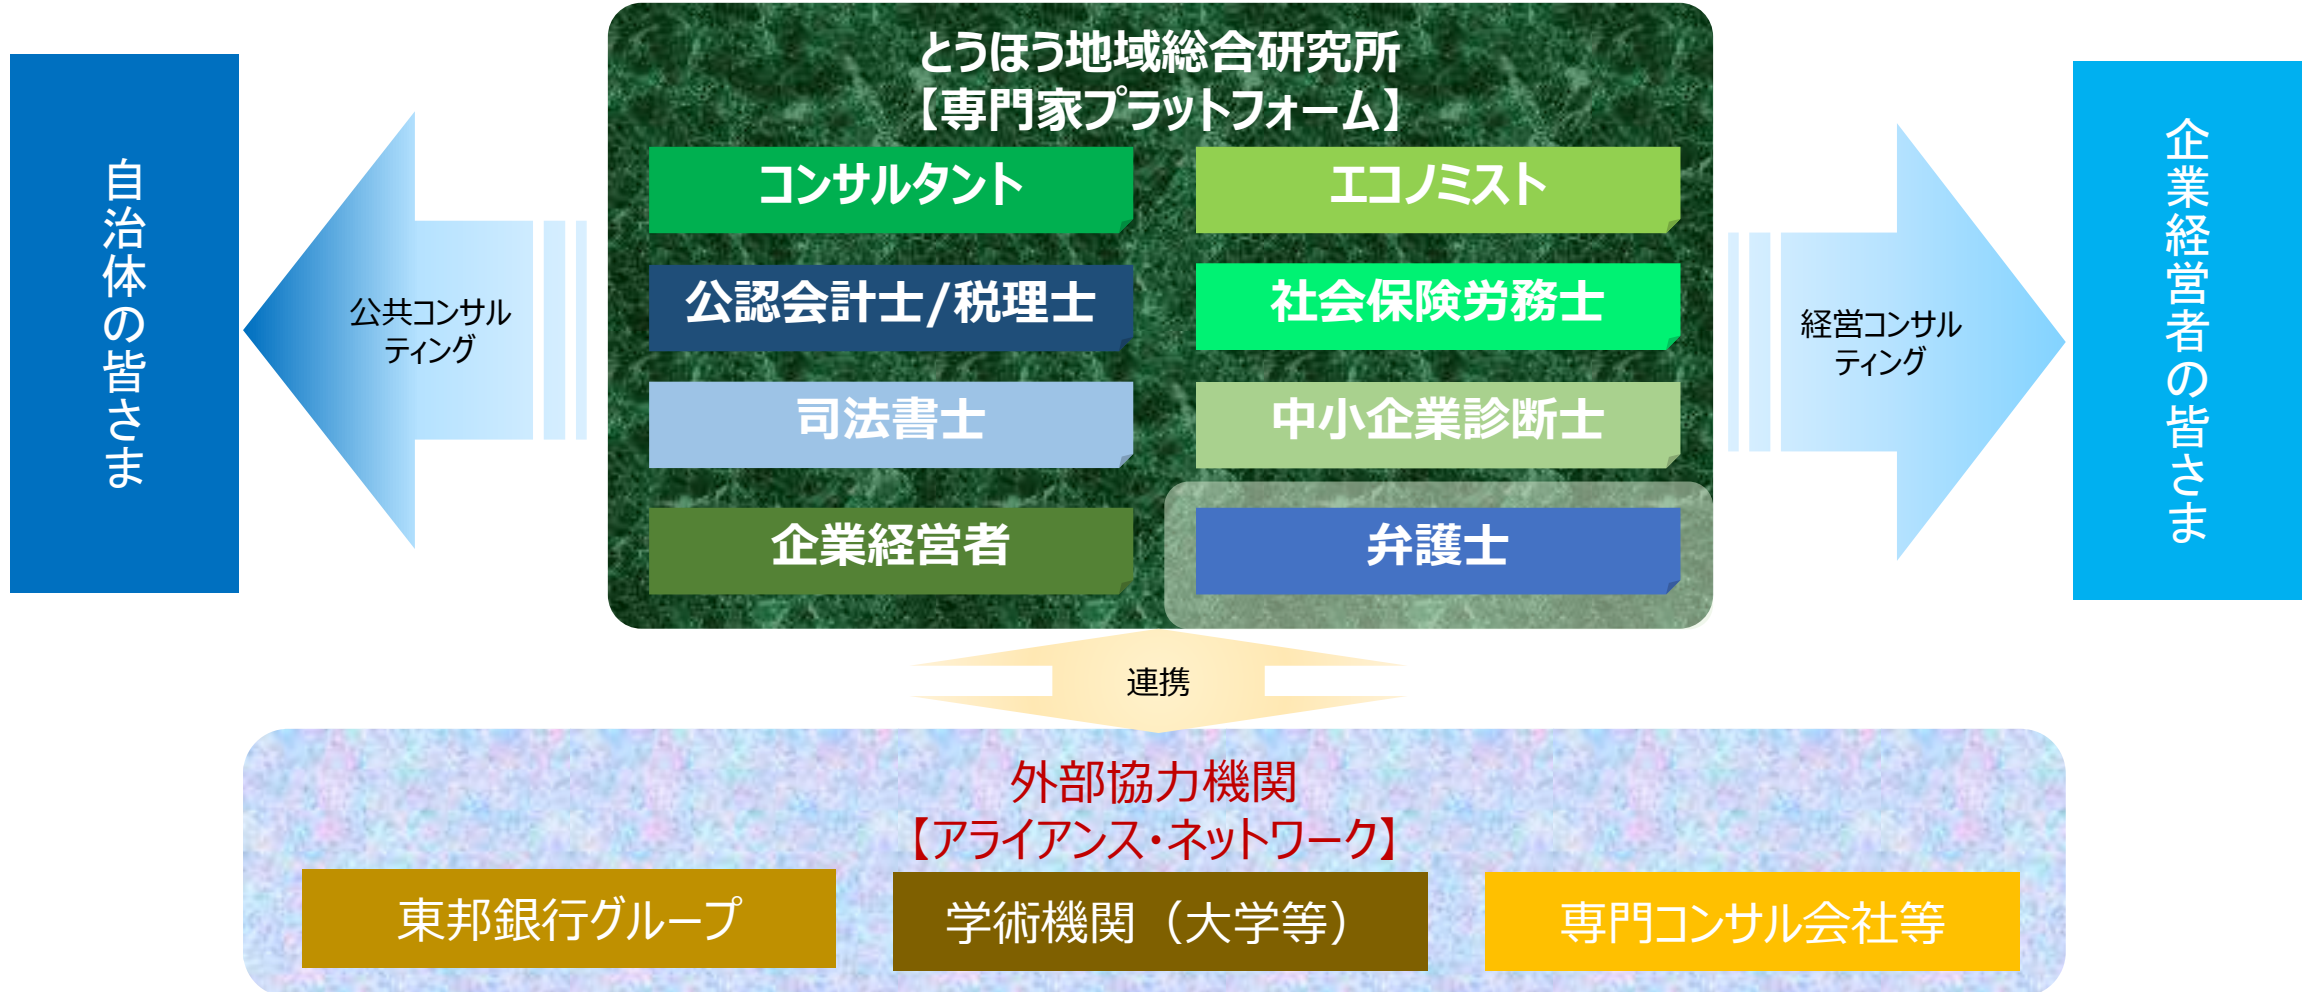 とうほう地域総合研究所
【専門家プラットフォーム】
コンサルタント
エコノミスト
公認会計士/税理士
社会保険労務士
司法書士
中小企業診断士
企業経営者
弁護士
自治体の皆さま
公共コンサル
ティング
経営コンサル
ティング
企業経営者の皆さま
連携
外部協力機関
【アライアンス・ネットワーク】
東邦銀行グループ
学術機関（大学等）
専門コンサル会社等